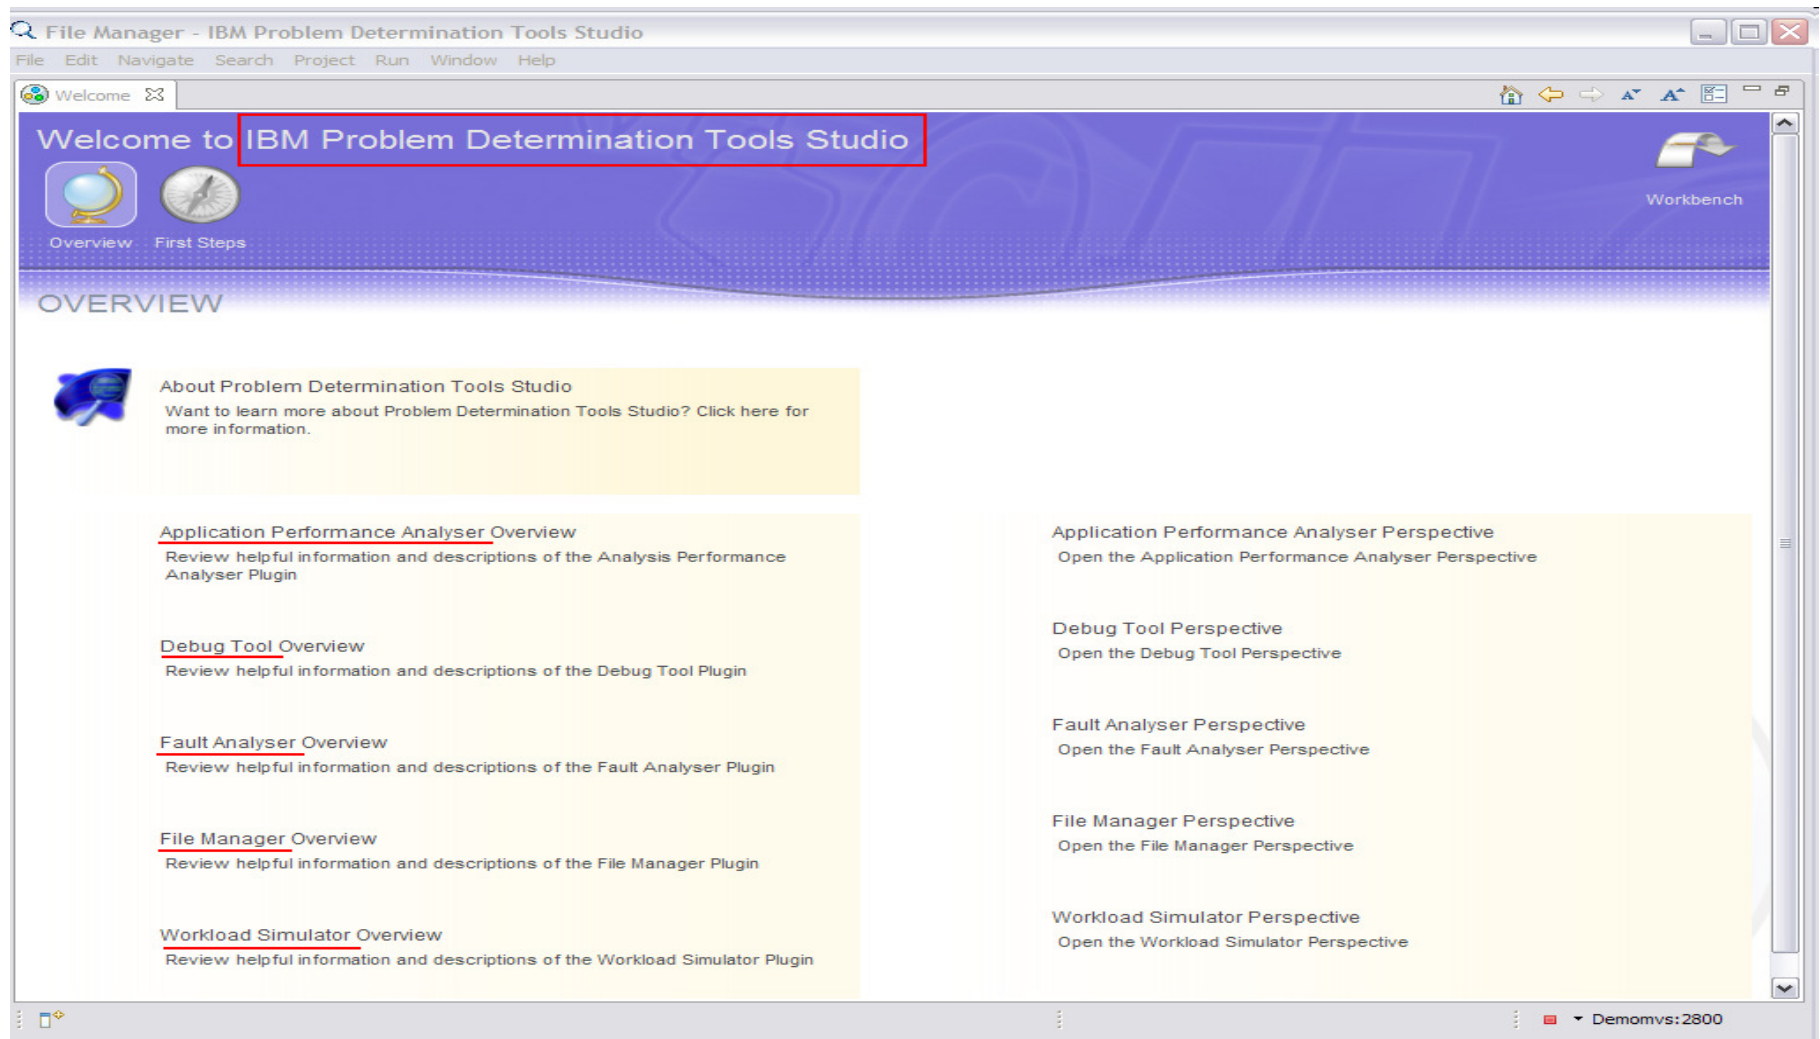 File Manager - IBM Problem Determination Tools Studio
File Edit Navigate Search Project Run Window Help
Welcome
Welcome to IBM Problem Determination Tools Studio
Workbench
Overview First Steps
OVERVIEW
About Problem Determination Tools Studio
Want to learn more about Problem Determination Tools Studio? Click here for
more information.
Application Performance Analyser Overview
Review helpful information and descriptions of the Analysis Performance
Analyser Plugin
Debug Tool Overview
Review helpful information and descriptions of the Debug Tool Plugin
Fault Analyser Overview
Review helpful information and descriptions of the Fault Analyser Plugin
File Manager Overview
Review helpful information and descriptions of the File Manager Plugin
Workload Simulator Overview
Review helpful information and descriptions of the Workload Simulator Plugin
Application Performance Analyser Perspective
Open the Application Performance Analyser Perspective
Debug Tool Perspective
Open the Debug Tool Perspective
Fault Analyser Perspective
Open the Fault Analyser Perspective
File Manager Perspective
Open the File Manager Perspective
Workload Simulator Perspective
Open the Workload Simulator Perspective
Demomvs:2800